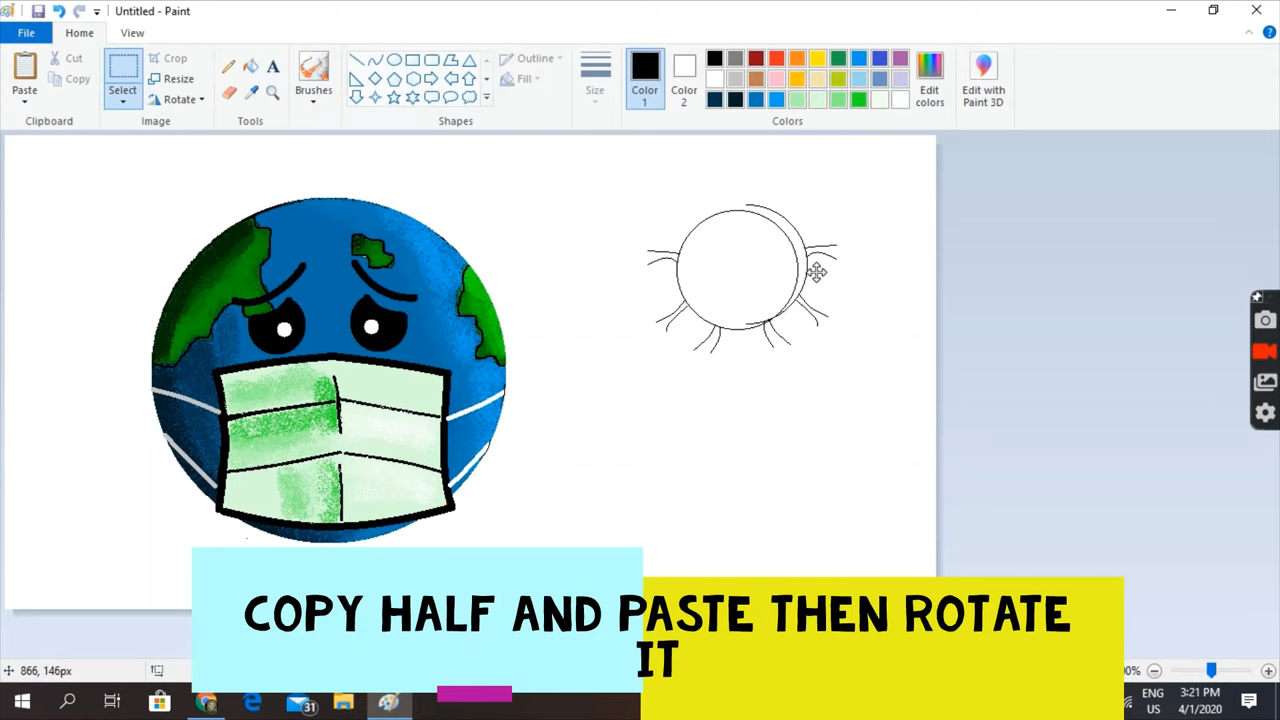 Untitled - Paint
File
Home
View
Paste
Cut
Copy
Clipboard
Select
Crop
Resize
Rotate
Image
Tools
Brushes
Shapes
Outline
Fill
Size
Color 1
Color 2
Colors
Edit colors
Edit with Paint 3D
COPY HALF AND PASTE THEN ROTATE
IT
866, 146px
31
ENG
US
3:21 PM
4/1/2020